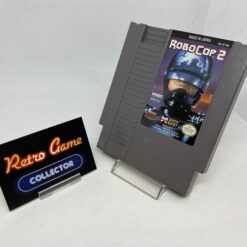 MADE IN JAPAN
ROBOCOP 2
Retro Game
COLLECTOR